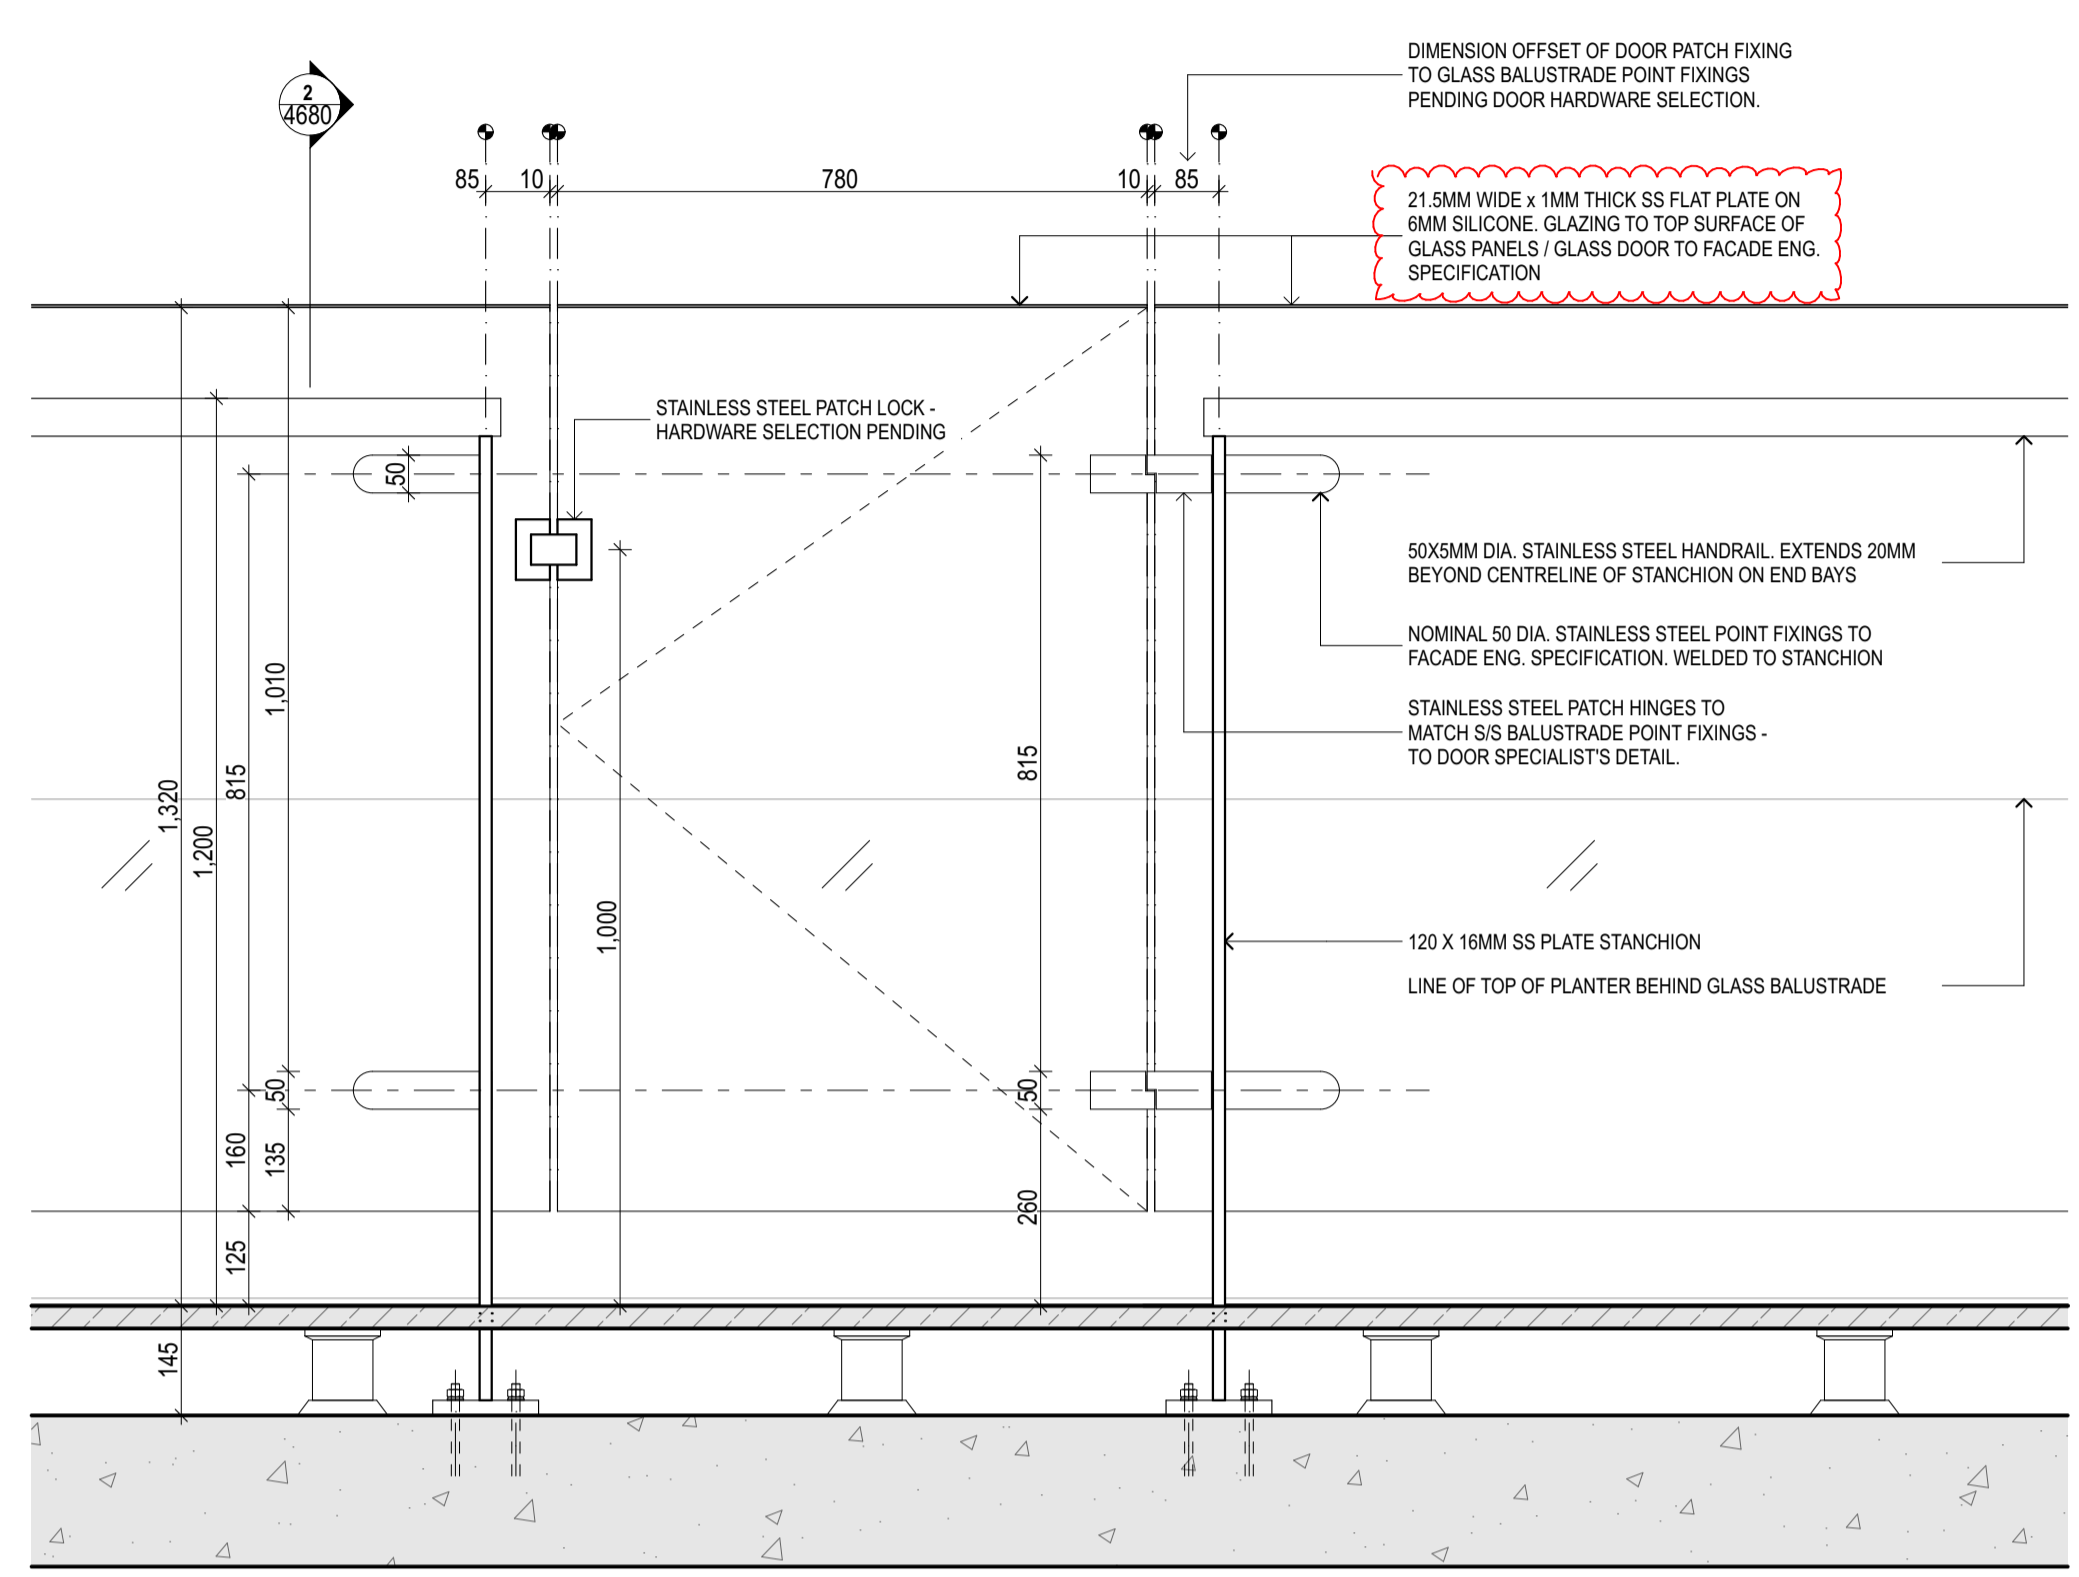 DIMENSION OFFSET OF DOOR PATCH FIXING
TO GLASS BALUSTRADE POINT FIXINGS
PENDING DOOR HARDWARE SELECTION.
2
4680
85
10
780
10
85
21.5MM WIDE x 1MM THICK SS FLAT PLATE ON
6MM SILICONE. GLAZING TO TOP SURFACE OF
GLASS PANELS / GLASS DOOR TO FACADE ENG.
SPECIFICATION
STAINLESS STEEL PATCH LOCK -
HARDWARE SELECTION PENDING
50
50X5MM DIA. STAINLESS STEEL HANDRAIL. EXTENDS 20MM
BEYOND CENTRELINE OF STANCHION ON END BAYS
NOMINAL 50 DIA. STAINLESS STEEL POINT FIXINGS TO
FACADE ENG. SPECIFICATION. WELDED TO STANCHION
STAINLESS STEEL PATCH HINGES TO
MATCH S/S BALUSTRADE POINT FIXINGS -
TO DOOR SPECIALIST'S DETAIL.
1,320
1,200
815
1,010
1,000
815
120 X 16MM SS PLATE STANCHION
LINE OF TOP OF PLANTER BEHIND GLASS BALUSTRADE
50
50
160
135
260
125
145